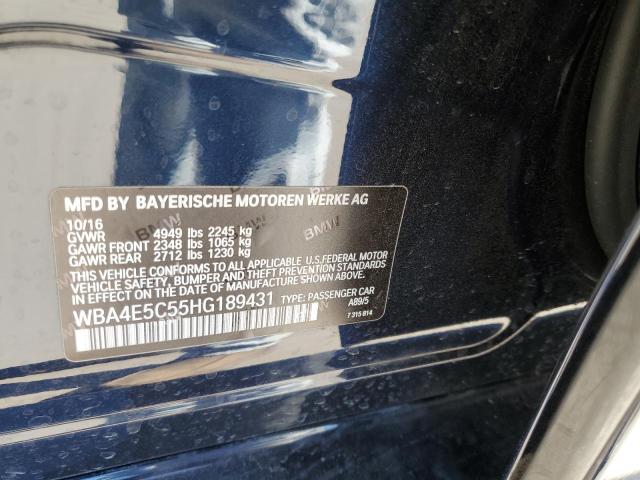 MFD BY BAYERISCHE MOTOREN WERKE AG
10/16
GVWR 4949 lbs 2245 kg
GAWR FRONT 2348 lbs 1065 kg
GAWR REAR 2712 lbs 1230 kg
THIS VEHICLE CONFORMS TO ALL APPLICABLE U.S.FEDERAL MOTOR
VEHICLE SAFETY, BUMPER, AND THEFT PREVENTION
STANDARDS IN EFFECT ON THE DATE OF MANUFACTURE SHOWN ABOVE.
WBA4E5C55HG189431 TYPE: PASSENGER CAR
A89/5
7 315 814
BMW
BMW